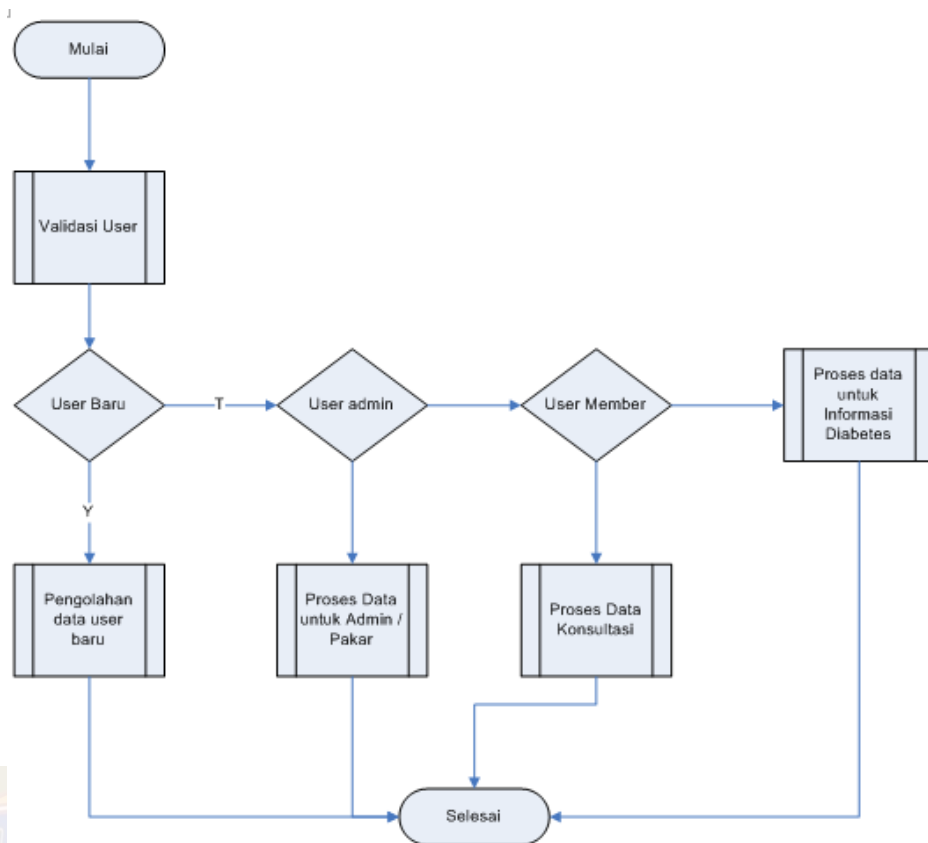 Mulai
Validasi User
User Baru
T
User admin
User Member
Proses data
untuk
Informasi
Diabetes
Y
Pengolahan
data user
baru
Proses Data
untuk Admin /
Pakar
Proses Data
Konsultasi
Selesai